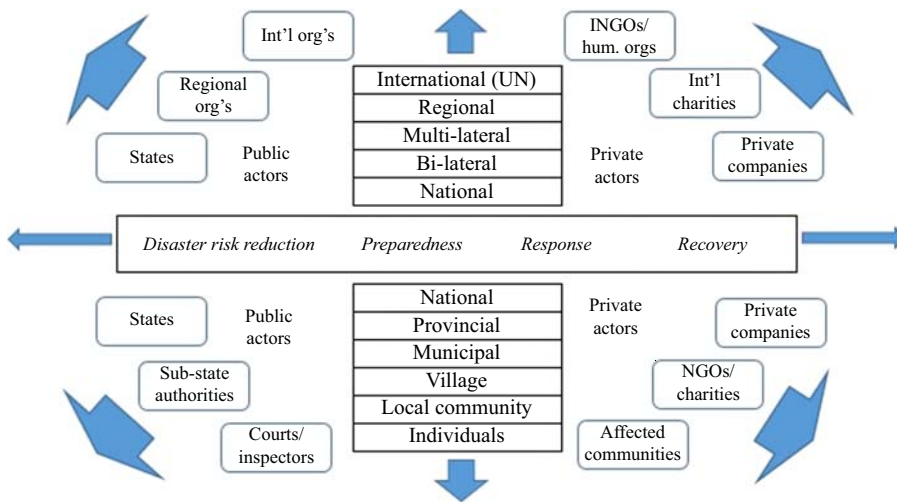 Int'l org's
INGOs/
hum. orgs
Regional
org's
International (UN)
Regional
Multi-lateral
Bi-lateral
National
Int'l
charities
States
Public
actors
Private
actors
Private
companies
Disaster risk reduction
Preparedness
Response
Recovery
States
Public
actors
National
Provincial
Municipal
Village
Local community
Individuals
Private
actors
Private
companies
Sub-state
authorities
NGOs/
charities
Courts/
inspectors
Affected
communities